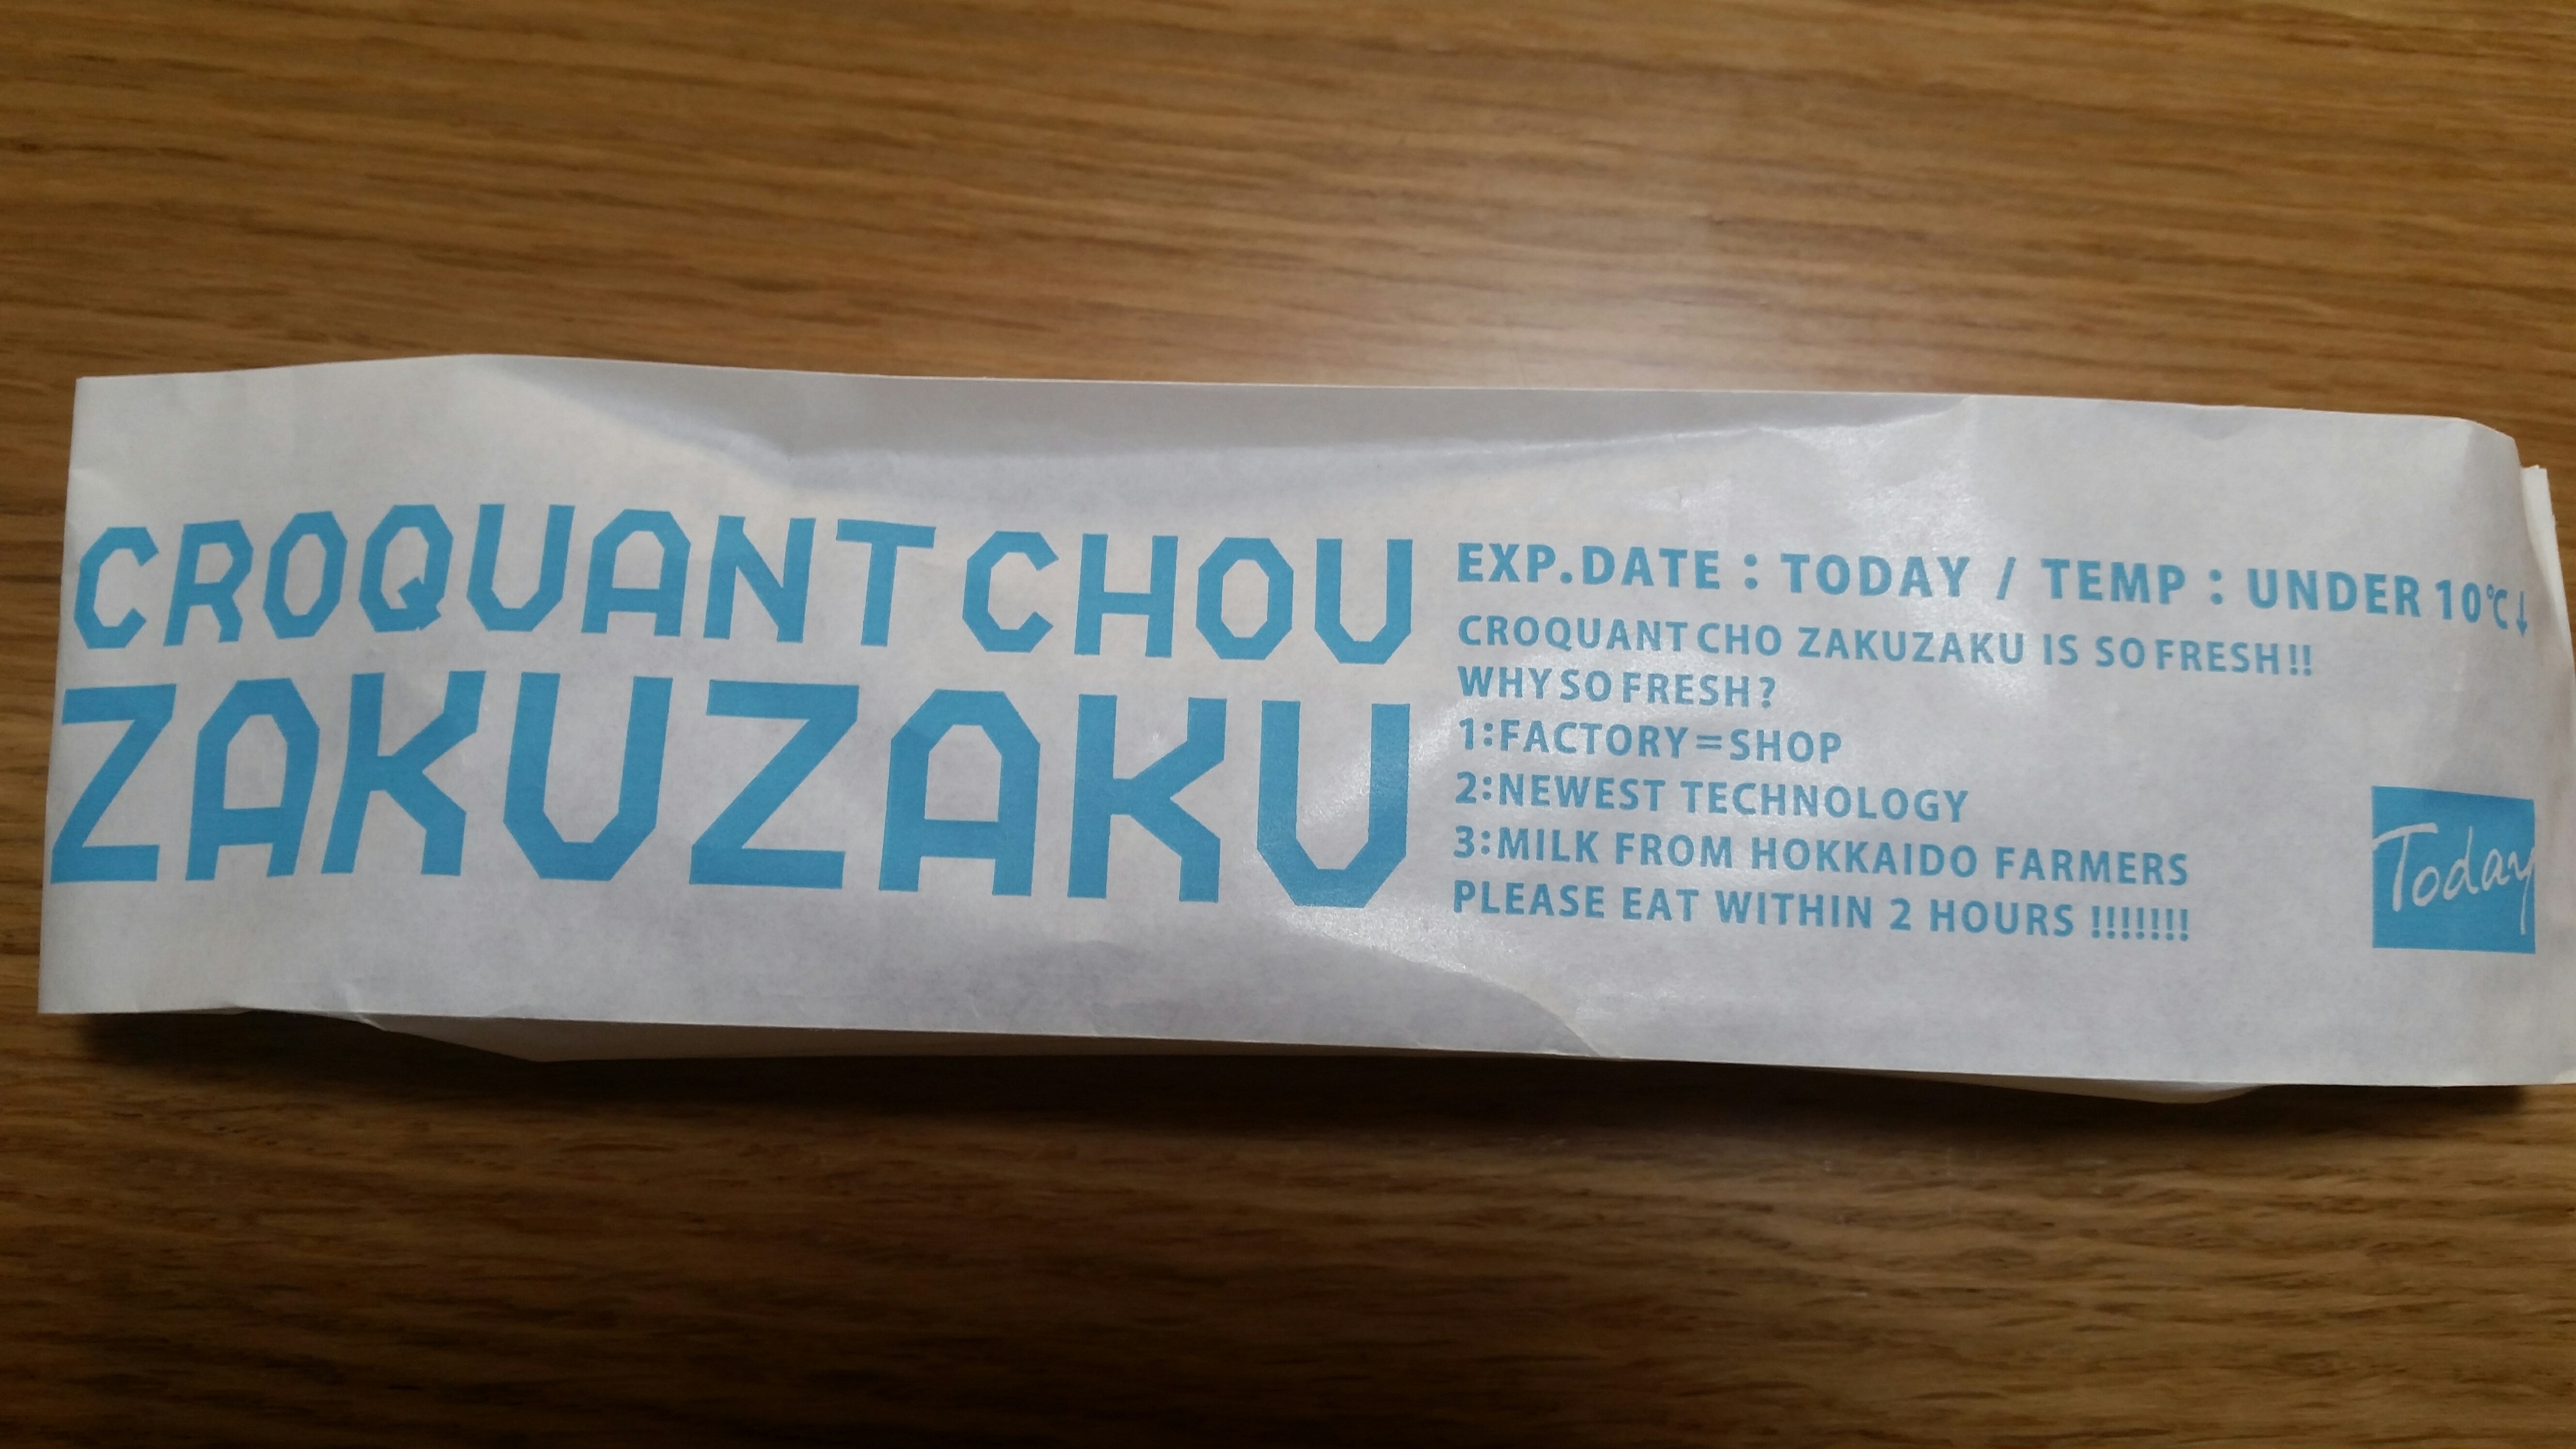 CROQUANT CHOU
ZAKUZAKU
EXP.DATE : TODAY / TEMP : UNDER 10℃↓
CROQUANT CHO ZAKUZAKU IS SO FRESH!!
WHY SO FRESH?
1:FACTORY=SHOP
2:NEWEST TECHNOLOGY
3:MILK FROM HOKKAIDO FARMERS
PLEASE EAT WITHIN 2 HOURS !!!!!!!
Today